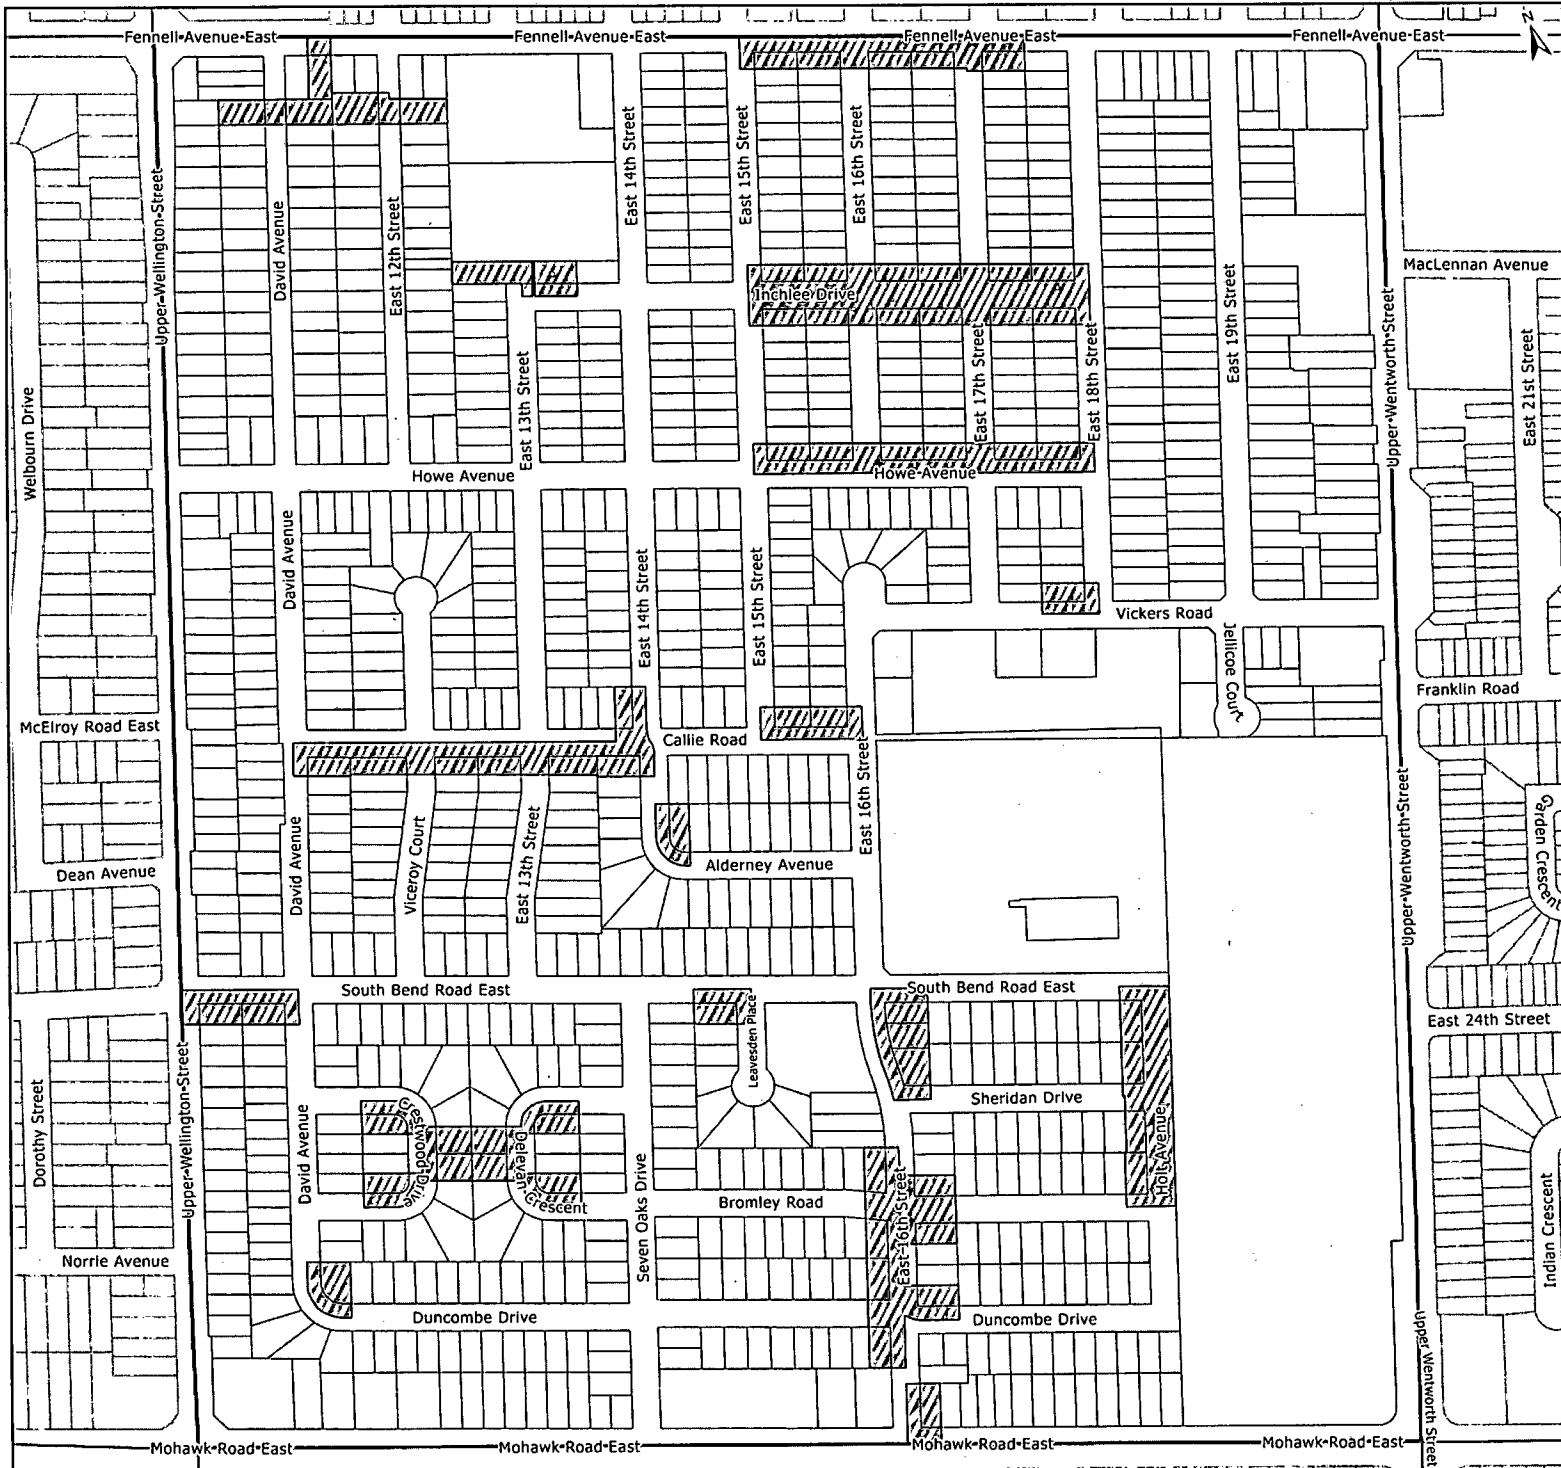 Fennell Avenue East
Fennell Avenue East
Fennell Avenue East
Fennell Avenue East
Upper Wellington Street
David Avenue
East 12th Street
East 14th Street
East 15th Street
East 16th Street
MacLennan Avenue
Inchlee Drive
East 19th Street
Upper Wentworth Street
East 21st Street
Welbourn Drive
East 13th Street
East 17th Street
East 18th Street
Howe Avenue
Howe Avenue
David Avenue
East 14th Street
East 15th Street
Vickers Road
Jellicoe Court
Franklin Road
McElroy Road East
Callie Road
East 16th Street
Upper Wentworth Street
Garden Crescent
Dean Avenue
David Avenue
Viceroy Court
East 13th Street
Alderney Avenue
South Bend Road East
South Bend Road East
East 24th Street
Leavesden Place
Dorothy Street
Upper Wellington Street
David Avenue
Crestwood Drive
Delevan Crescent
Seven Oaks Drive
Sheridan Drive
Holt Avenue
Bromley Road
East 16th Street
Indian Crescent
Norrie Avenue
Duncombe Drive
Duncombe Drive
Upper Wentworth Street
Mohawk Road East
Mohawk Road East
Mohawk Road East
Mohawk Road East